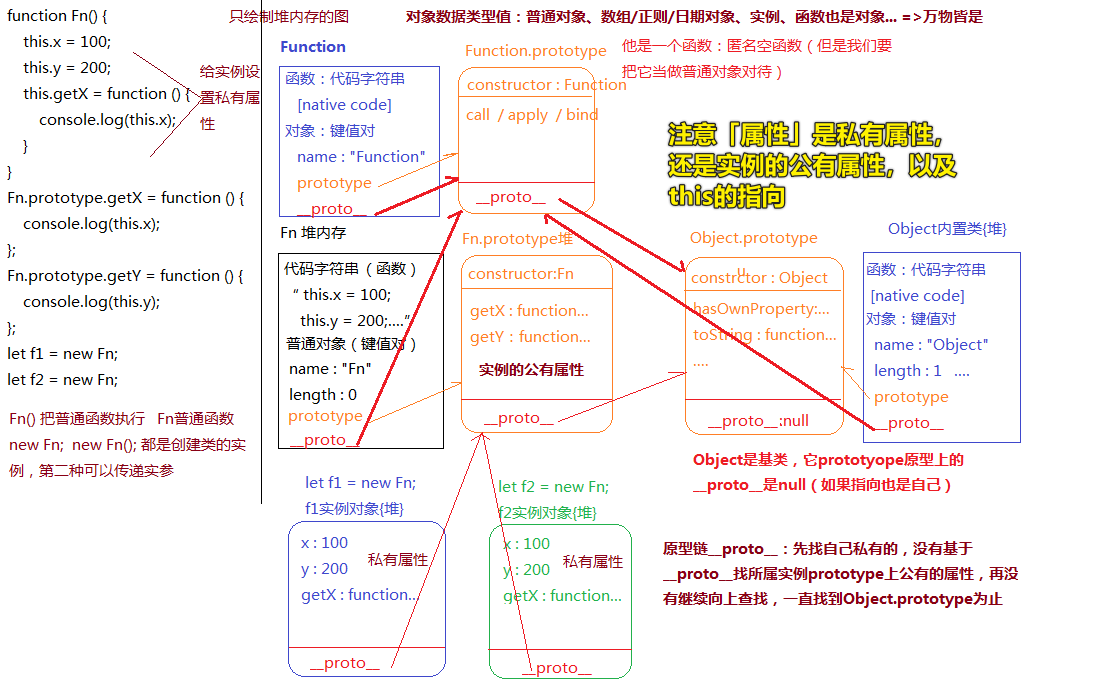 function Fn() {
this.x = 100;
this.y = 200;
this.getX = function () {
console.log(this.x);
}
}
Fn.prototype.getX = function () {
console.log(this.x);
};
Fn.prototype.getY = function () {
console.log(this.y);
};
let f1 = new Fn;
let f2 = new Fn;
给实例设
置私有属
性
Fn() 把普通函数执行 Fn普通函数
new Fn; new Fn(); 都是创建类的实
例，第二种可以传递实参
只绘制堆内存的图
对象数据类型值：普通对象、数组/正则/日期对象、实例、函数也是对象... =>万物皆是
Function
函数：代码字符串
[native code]
对象：键值对
name : "Function"
prototype
__proto__
Function.prototype
constructor : Function
call / apply / bind
__proto__
他是一个函数：匿名空函数（但是我们要
把它当做普通对象对待）
注意「属性」是私有属性，
还是实例的公有属性，以及
this的指向
Fn 堆内存
代码字符串（函数）
“ this.x = 100;
this.y = 200;....”
普通对象（键值对）
name : "Fn"
length : 0
prototype
__proto__
Fn.prototype堆
constructor:Fn
getX : function...
getY : function...
实例的公有属性
__proto__
Object.prototype
constructor : Object
hasOwnProperty:...
toString : function...
....
__proto__:null
Object内置类{堆}
函数：代码字符串
[native code]
对象：键值对
name : "Object"
length : 1 ....
prototype
__proto__
Object是基类，它prototyope原型上的
__proto__是null（如果指向也是自己）
let f1 = new Fn;
f1实例对象{堆}
x : 100
y : 200
私有属性
getX : function...
__proto__
let f2 = new Fn;
f2实例对象{堆}
x : 100
y : 200
私有属性
getX : function...
__proto__
原型链__proto__：先找自己私有的，没有基于
__proto__找所属实例prototype上公有的属性，再没
有继续向上查找，一直找到Object.prototype为止